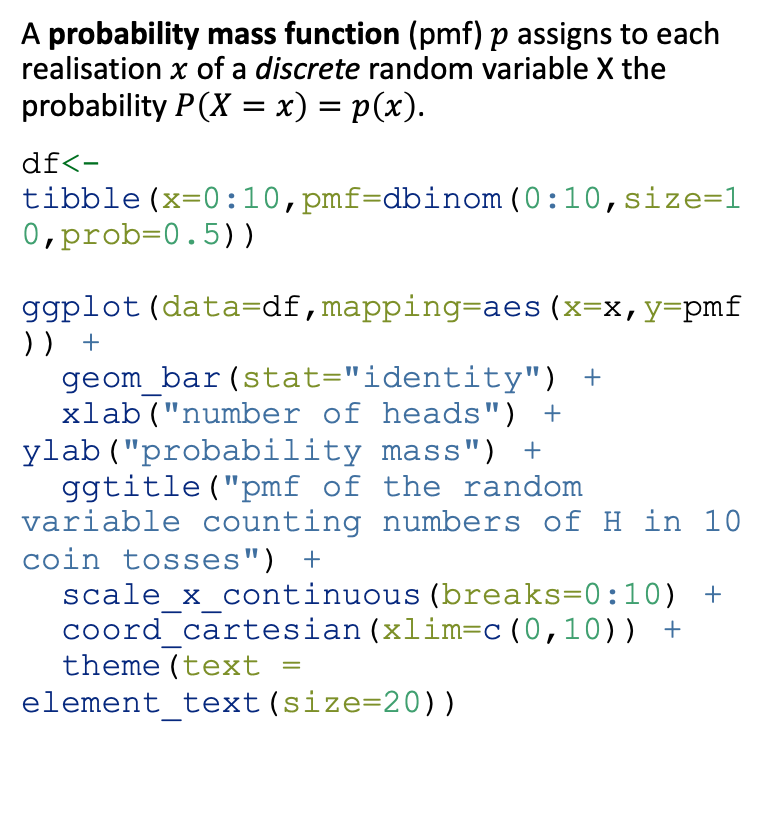 A probability mass function (pmf) p assigns to each
realisation x of a discrete random variable X the
probability P(X = x) = p(x).
df<-
tibble(x=0:10,pmf=dbinom(0:10,size=1
0,prob=0.5))
ggplot(data=df,mapping=aes(x=x,y=pmf
)) +
  geom_bar(stat="identity") +
  xlab("number of heads") +
ylab("probability mass") +
  ggtitle("pmf of the random
variable counting numbers of H in 10
coin tosses") +
  scale_x_continuous(breaks=0:10) +
  coord_cartesian(xlim=c(0,10)) +
  theme(text =
element_text(size=20))